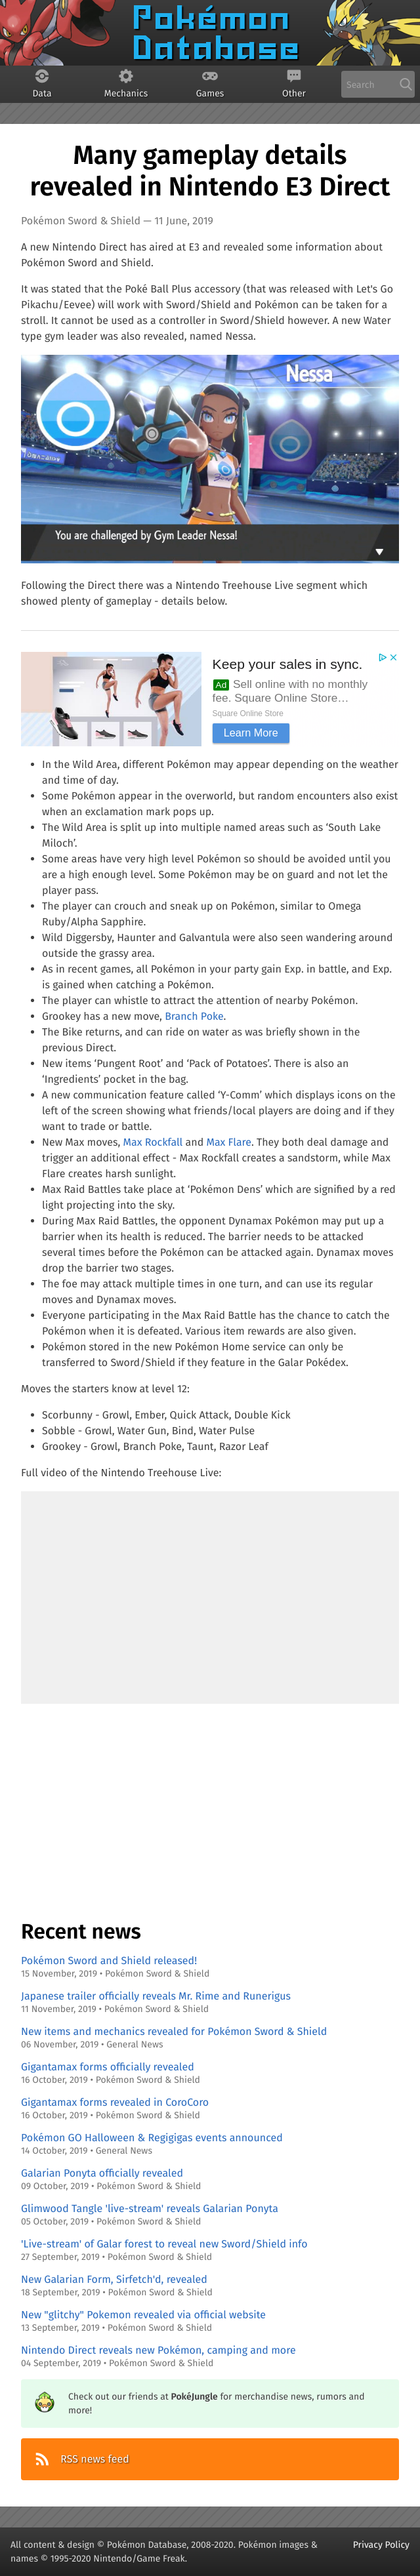 Pokémon
Database
Data
Mechanics
Games
Other
Search
Many gameplay details
revealed in Nintendo E3 Direct
Pokémon Sword & Shield — 11 June, 2019
A new Nintendo Direct has aired at E3 and revealed some information about
Pokémon Sword and Shield.
It was stated that the Poké Ball Plus accessory (that was released with Let's Go
Pikachu/Eevee) will work with Sword/Shield and Pokémon can be taken for a
stroll. It cannot be used as a controller in Sword/Shield however. A new Water
type gym leader was also revealed, named Nessa.
Nessa
You are challenged by Gym Leader Nessa!
Following the Direct there was a Nintendo Treehouse Live segment which
showed plenty of gameplay - details below.
Keep your sales in sync.
Ad Sell online with no monthly
fee. Square Online Store…
Square Online Store
Learn More
• In the Wild Area, different Pokémon may appear depending on the weather
and time of day.
• Some Pokémon appear in the overworld, but random encounters also exist
when an exclamation mark pops up.
• The Wild Area is split up into multiple named areas such as ‘South Lake
Miloch’.
• Some areas have very high level Pokémon so should be avoided until you
are a high enough level. Some Pokémon may be on guard and not let the
player pass.
• The player can crouch and sneak up on Pokémon, similar to Omega
Ruby/Alpha Sapphire.
• Wild Diggersby, Haunter and Galvantula were also seen wandering around
outside the grassy area.
• As in recent games, all Pokémon in your party gain Exp. in battle, and Exp.
is gained when catching a Pokémon.
• The player can whistle to attract the attention of nearby Pokémon.
• Grookey has a new move, Branch Poke.
• The Bike returns, and can ride on water as was briefly shown in the
previous Direct.
• New items ‘Pungent Root’ and ‘Pack of Potatoes’. There is also an
‘Ingredients’ pocket in the bag.
• A new communication feature called ‘Y-Comm’ which displays icons on the
left of the screen showing what friends/local players are doing and if they
want to trade or battle.
• New Max moves, Max Rockfall and Max Flare. They both deal damage and
trigger an additional effect - Max Rockfall creates a sandstorm, while Max
Flare creates harsh sunlight.
• Max Raid Battles take place at ‘Pokémon Dens’ which are signified by a red
light projecting into the sky.
• During Max Raid Battles, the opponent Dynamax Pokémon may put up a
barrier when its health is reduced. The barrier needs to be attacked
several times before the Pokémon can be attacked again. Dynamax moves
drop the barrier two stages.
• The foe may attack multiple times in one turn, and can use its regular
moves and Dynamax moves.
• Everyone participating in the Max Raid Battle has the chance to catch the
Pokémon when it is defeated. Various item rewards are also given.
• Pokémon stored in the new Pokémon Home service can only be
transferred to Sword/Shield if they feature in the Galar Pokédex.
Moves the starters know at level 12:
• Scorbunny - Growl, Ember, Quick Attack, Double Kick
• Sobble - Growl, Water Gun, Bind, Water Pulse
• Grookey - Growl, Branch Poke, Taunt, Razor Leaf
Full video of the Nintendo Treehouse Live:
Recent news
Pokémon Sword and Shield released!
15 November, 2019 • Pokémon Sword & Shield
Japanese trailer officially reveals Mr. Rime and Runerigus
11 November, 2019 • Pokémon Sword & Shield
New items and mechanics revealed for Pokémon Sword & Shield
06 November, 2019 • General News
Gigantamax forms officially revealed
16 October, 2019 • Pokémon Sword & Shield
Gigantamax forms revealed in CoroCoro
16 October, 2019 • Pokémon Sword & Shield
Pokémon GO Halloween & Regigigas events announced
14 October, 2019 • General News
Galarian Ponyta officially revealed
09 October, 2019 • Pokémon Sword & Shield
Glimwood Tangle 'live-stream' reveals Galarian Ponyta
05 October, 2019 • Pokémon Sword & Shield
'Live-stream' of Galar forest to reveal new Sword/Shield info
27 September, 2019 • Pokémon Sword & Shield
New Galarian Form, Sirfetch'd, revealed
18 September, 2019 • Pokémon Sword & Shield
New "glitchy" Pokemon revealed via official website
13 September, 2019 • Pokémon Sword & Shield
Nintendo Direct reveals new Pokémon, camping and more
04 September, 2019 • Pokémon Sword & Shield
Check out our friends at PokéJungle for merchandise news, rumors and
more!
RSS news feed
All content & design © Pokémon Database, 2008-2020. Pokémon images &
names © 1995-2020 Nintendo/Game Freak.
Privacy Policy